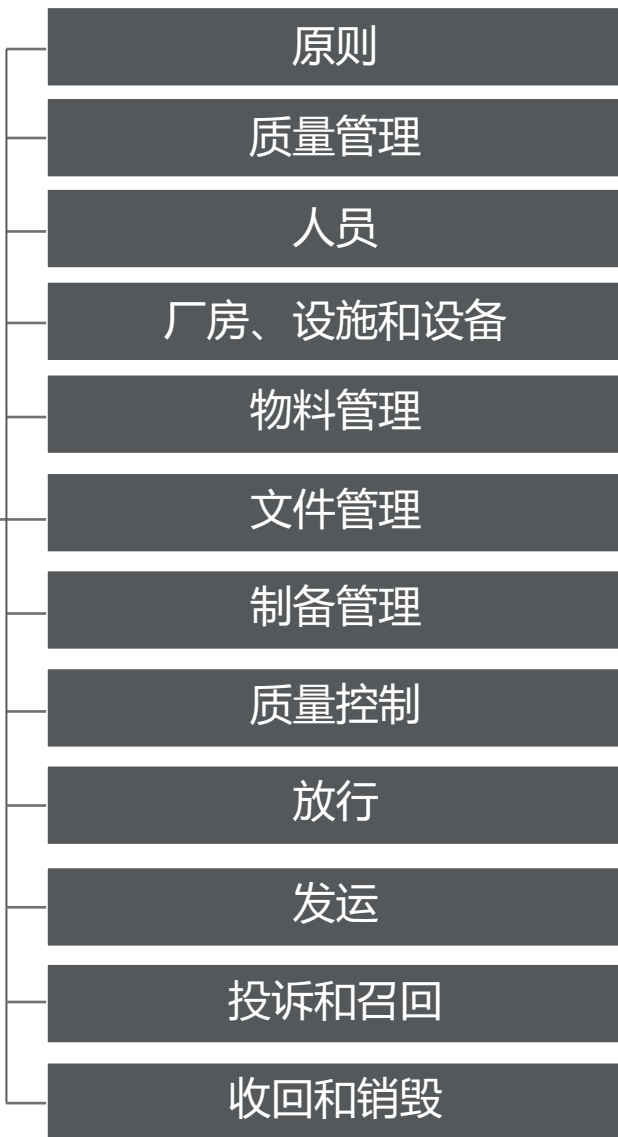 原则
质量管理
人员
厂房、设施和设备
物料管理
文件管理
制备管理
质量控制
放行
发运
投诉和召回
收回和销毁